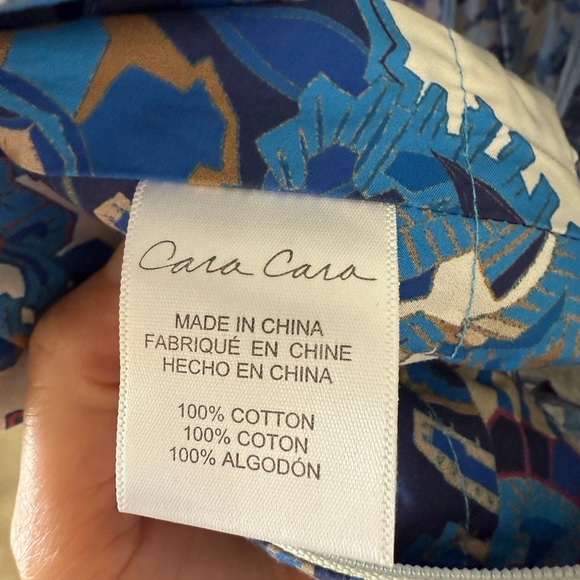 Cara Cara
MADE IN CHINA
FABRIQUÉ EN CHINE
HECHO EN CHINA
100% COTTON
100% COTON
100% ALGODÓN